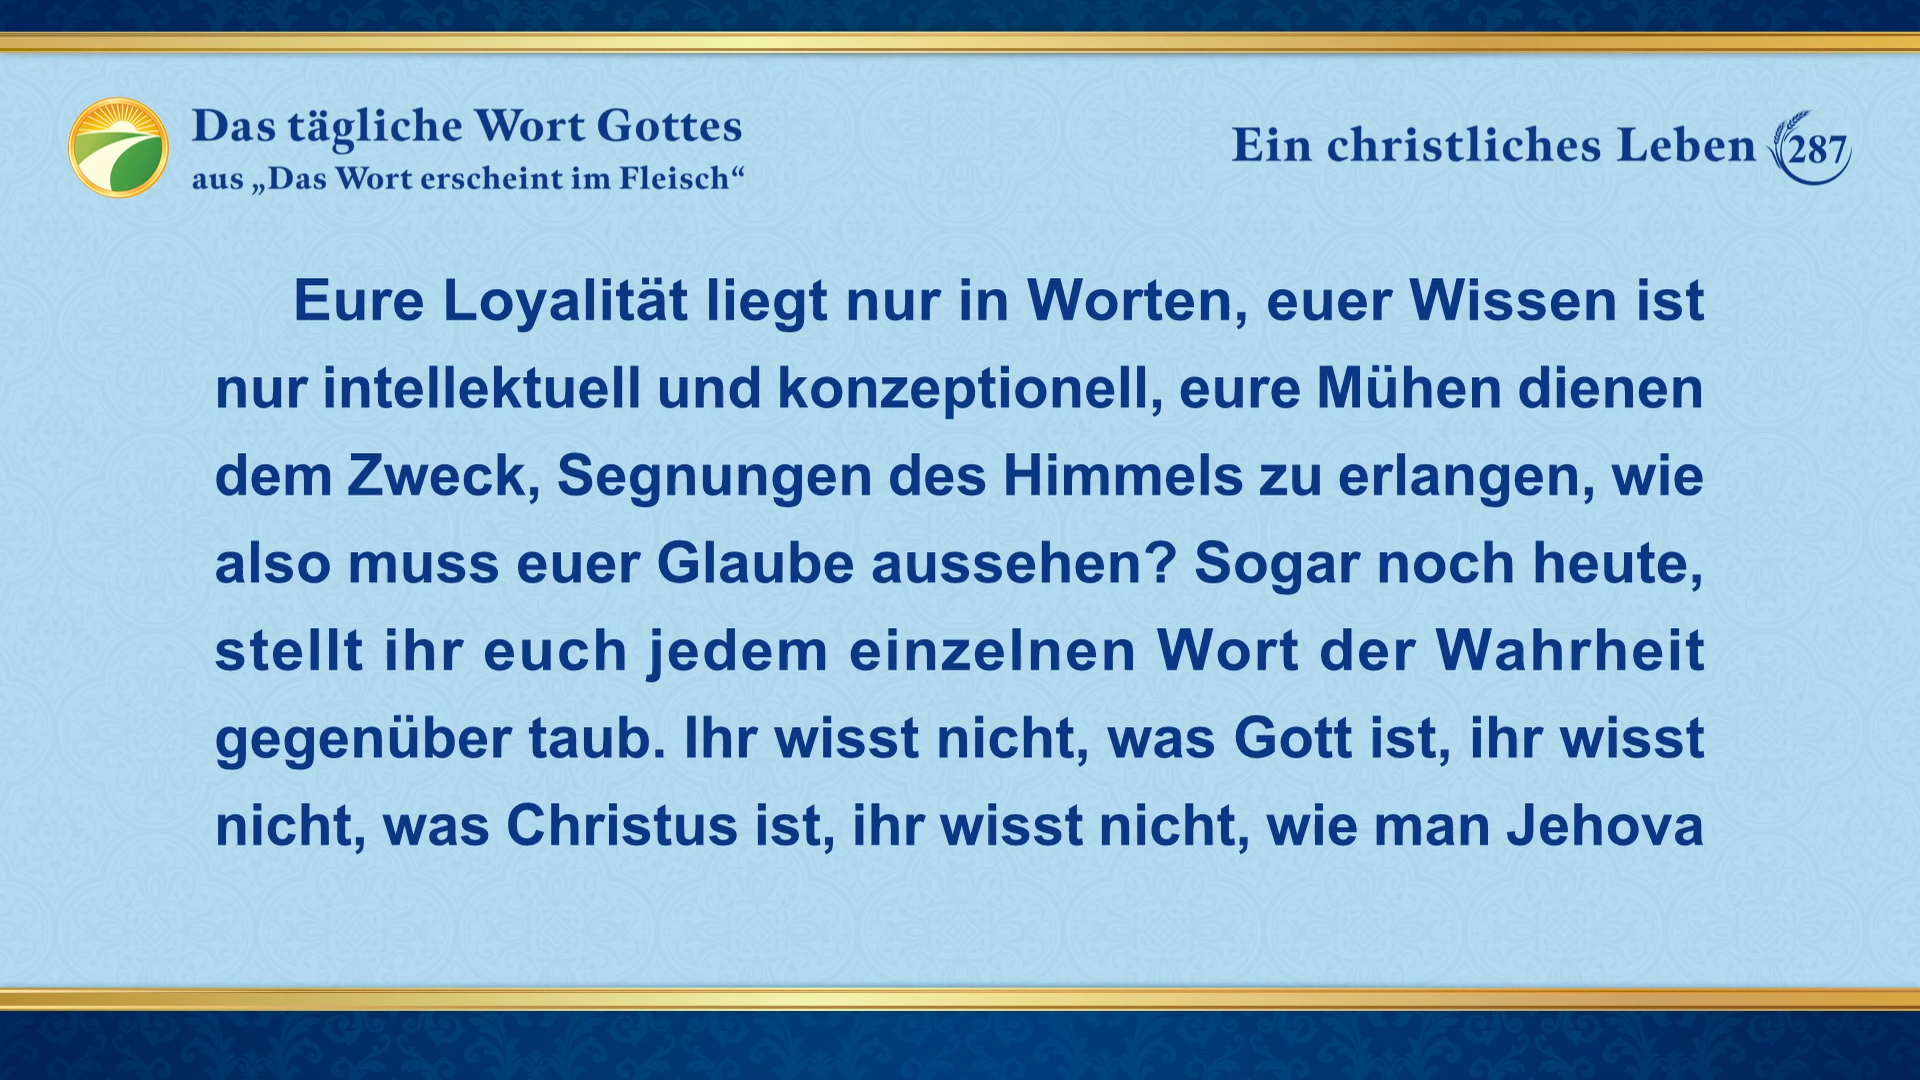 Das tägliche Wort Gottes
aus „Das Wort erscheint im Fleisch“
Ein christliches Leben 287
Eure Loyalität liegt nur in Worten, euer Wissen ist
nur intellektuell und konzeptionell, eure Mühen dienen
dem Zweck, Segnungen des Himmels zu erlangen, wie
also muss euer Glaube aussehen? Sogar noch heute,
stellt ihr euch jedem einzelnen Wort der Wahrheit
gegenüber taub. Ihr wisst nicht, was Gott ist, ihr wisst
nicht, was Christus ist, ihr wisst nicht, wie man Jehova